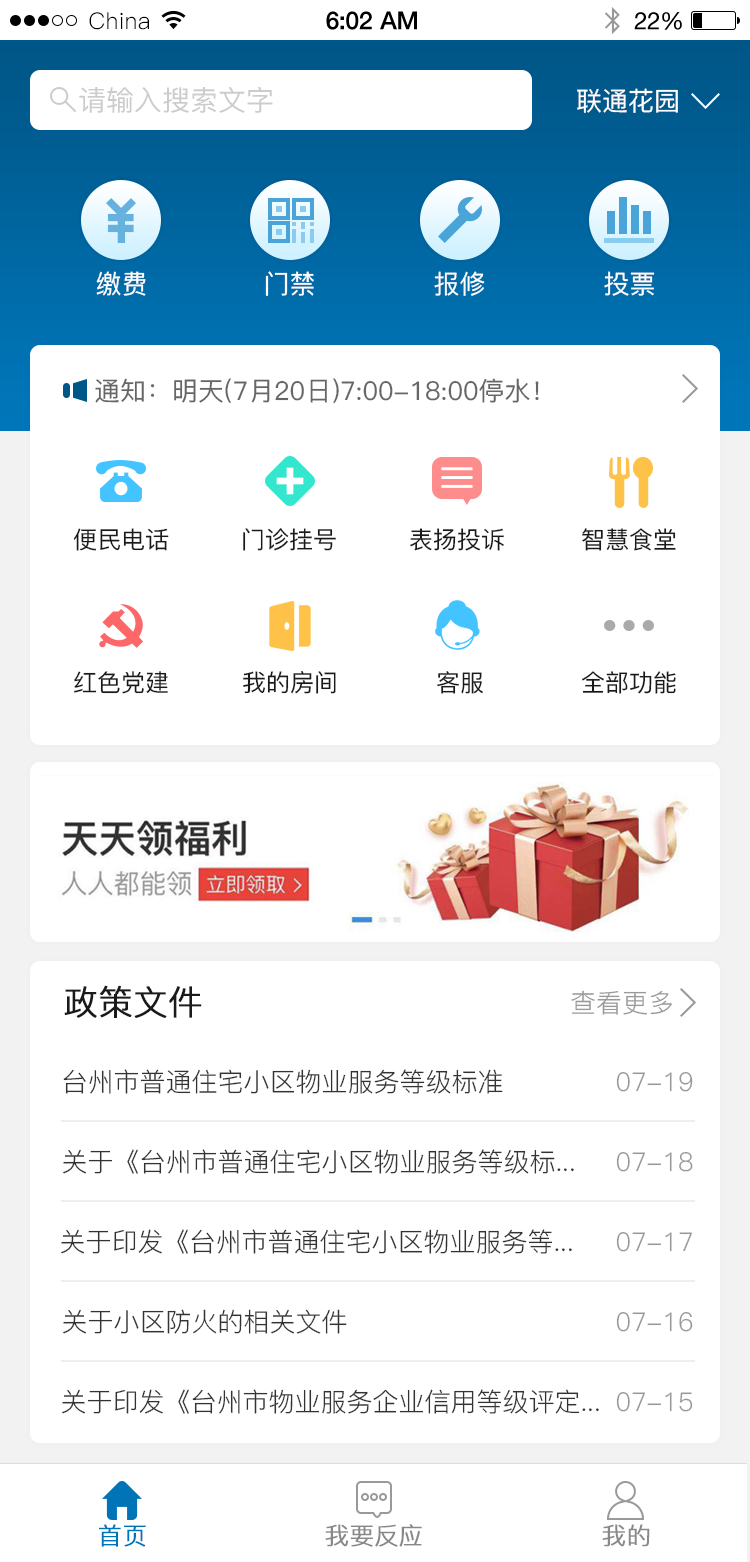 China 6:02 AM 22%
请输入搜索文字 联通花园
缴费 门禁 报修 投票
通知：明天(7月20日)7:00-18:00停水！
便民电话 门诊挂号 表扬投诉 智慧食堂
红色党建 我的房间 客服 全部功能
天天领福利
人人都能领 立即领取 >
政策文件 查看更多
台州市普通住宅小区物业服务等级标准 07-19
关于《台州市普通住宅小区物业服务等级标... 07-18
关于印发《台州市普通住宅小区物业服务等... 07-17
关于小区防火的相关文件 07-16
关于印发《台州市物业服务企业信用等级评定... 07-15
首页 我要反应 我的